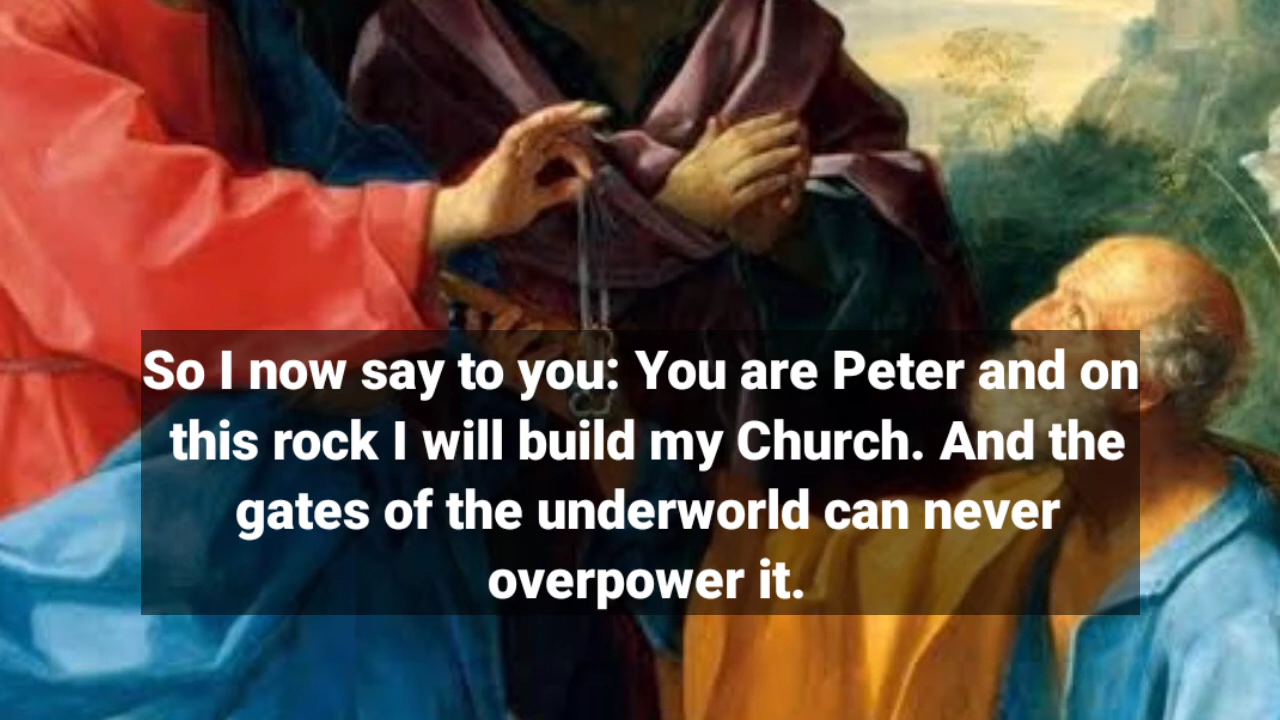 So I now say to you: You are Peter and on
this rock I will build my Church. And the
gates of the underworld can never
overpower it.